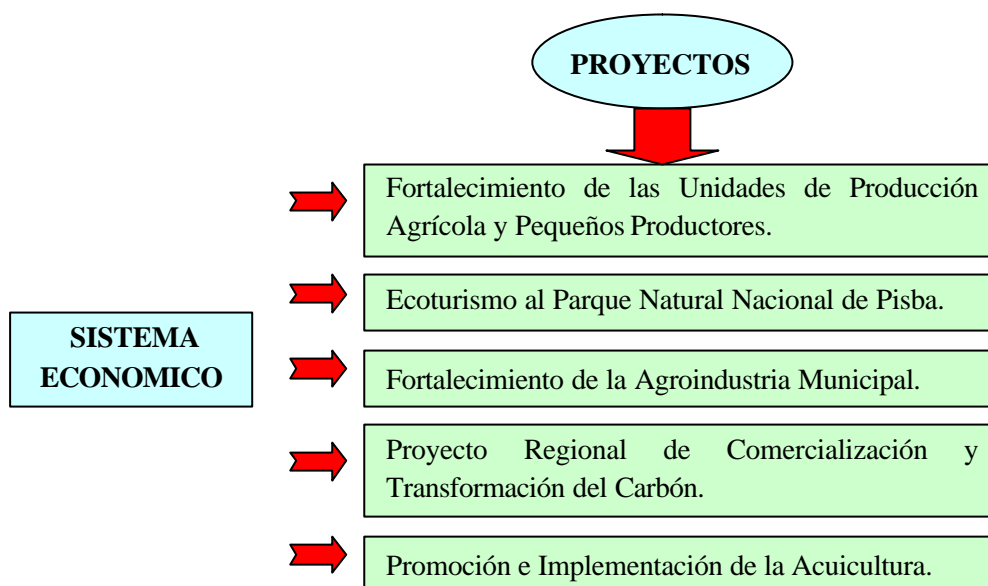 PROYECTOS
Fortalecimiento de las Unidades de Producción
Agrícola y Pequeños Productores.
Ecoturismo al Parque Natural Nacional de Pisba.
SISTEMA
ECONOMICO
Fortalecimiento de la Agroindustria Municipal.
Proyecto Regional de Comercialización y
Transformación del Carbón.
Promoción e Implementación de la Acuicultura.